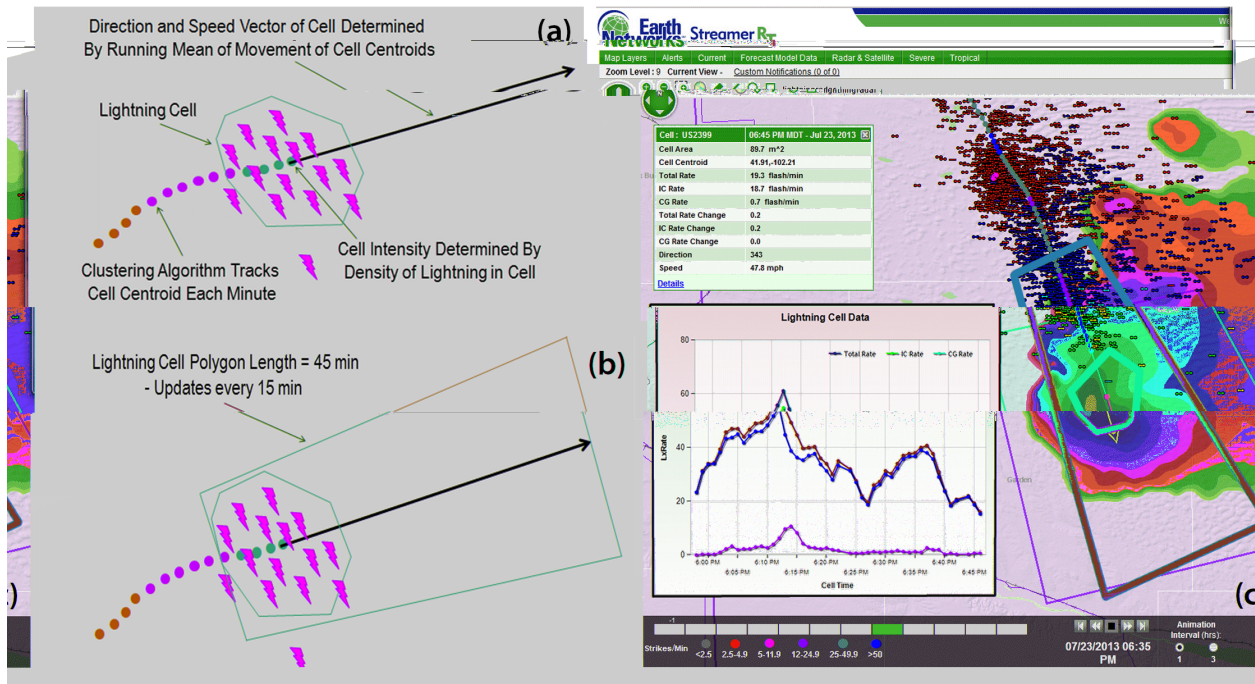 Direction and Speed Vector of Cell Determined
By Running Mean of Movement of Cell Centroids
(a)
Lightning Cell
Cell Intensity Determined By
Density of Lightning in Cell
Clustering Algorithm Tracks
Cell Centroid Each Minute
Lightning Cell Polygon Length = 45 min
- Updates every 15 min
(b)
Earth
Networks
Streamer RT
We
Map Layers Alerts Current Forecast Model Data Radar & Satellite Severe Tropical
Zoom Level : 9 Current View - Custom Notifications (0 of 0)
Cell : US2399 06:45 PM MDT - Jul 23, 2013
Cell Area 89.7 m^2
Cell Centroid 41.91,-102.21
Total Rate 19.3 flash/min
IC Rate 18.7 flash/min
CG Rate 0.7 flash/min
Total Rate Change 0.2
IC Rate Change 0.2
CG Rate Change 0.0
Direction 343
Speed 47.8 mph
Details
Lightning Cell Data
Total Rate IC Rate CG Rate
80
60
40
20
0
LxRate
6:00 PM 6:10 PM 6:20 PM 6:30 PM 6:40 PM
6:05 PM 6:15 PM 6:25 PM 6:35 PM 6:45 PM
Cell Time
Garden
(c
-1
Strikes/Min <2.5 2.5-4.9 5-11.9 12-24.9 25-49.9 >50
07/23/2013 06:35
PM
Animation
Interval (hrs):
1 3